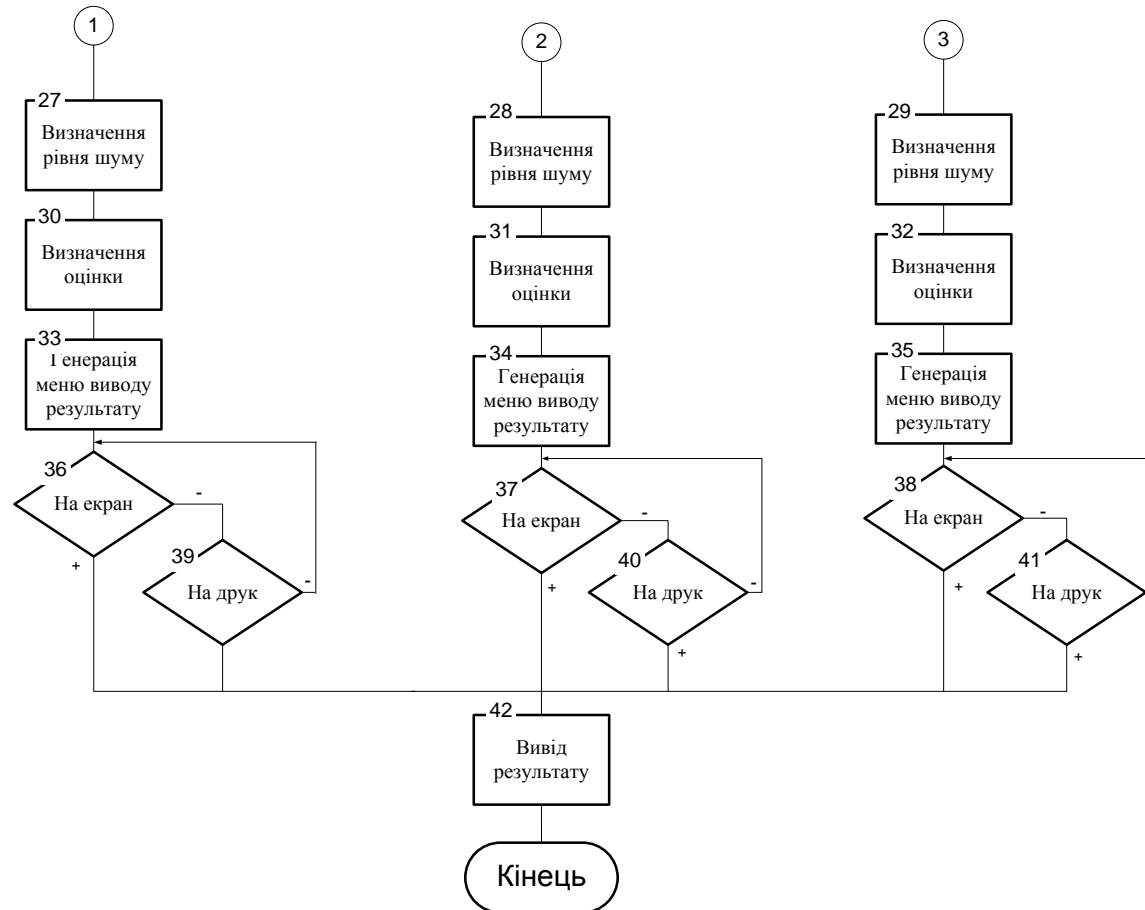 1
27
Визначення
рівня шуму
30
Визначення
оцінки
33
Генерація
меню виводу
результату
36
На екран
-
+
39
На друк
-
2
28
Визначення
рівня шуму
31
Визначення
оцінки
34
Генерація
меню виводу
результату
37
На екран
-
+
40
На друк
-
+
3
29
Визначення
рівня шуму
32
Визначення
оцінки
35
Генерація
меню виводу
результату
38
На екран
-
+
41
На друк
+
42
Вивід
результату
Кінець